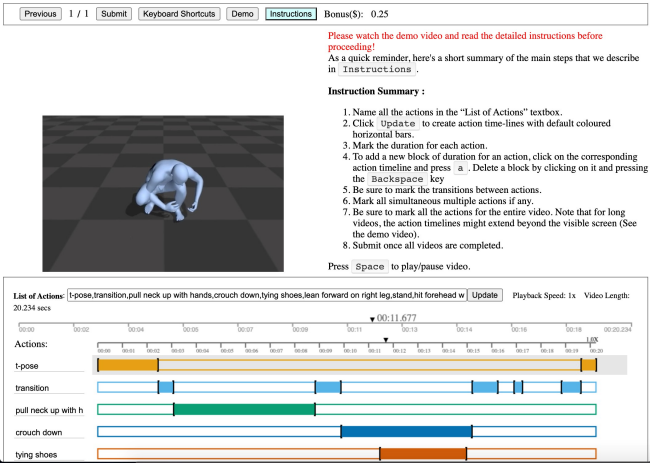 Previous 1 / 1 Submit Keyboard Shortcuts Demo Instructions Bonus($): 0.25
Please watch the demo video and read the detailed instructions before
proceeding!
As a quick reminder, here's a short summary of the main steps that we describe
in Instructions .
Instruction Summary :
1. Name all the actions in the “List of Actions” textbox.
2. Click Update to create action time-lines with default coloured
horizontal bars.
3. Mark the duration for each action.
4. To add a new block of duration for an action, click on the corresponding
action timeline and press a . Delete a block by clicking on it and pressing
the Backspace key
5. Be sure to mark the transitions between actions.
6. Mark all simultaneous multiple actions if any.
7. Be sure to mark all the actions for the entire video. Note that for long
videos, the action timelines might extend beyond the visible screen (See
the demo video).
8. Submit once all videos are completed.
Press Space to play/pause video.
List of Actions: t-pose,transition,pull neck up with hands,crouch down,tying shoes,lean forward on right leg,stand,hit forehead w Update Playback Speed: 1x Video Length:
20.234 secs
00:11.677
00:00 00:02 00:04 00:05 00:07 00:09 00:11 00:12 00:14 00:16 00:18 00:20.234
Actions: 1.0X
00:00 00:01 00:02 00:03 00:04 00:05 00:06 00:07 00:08 00:09 00:10 00:11 00:12 00:13 00:14 00:15 00:16 00:17 00:18 00:19 00:20
t-pose
transition
pull neck up with h
crouch down
tying shoes